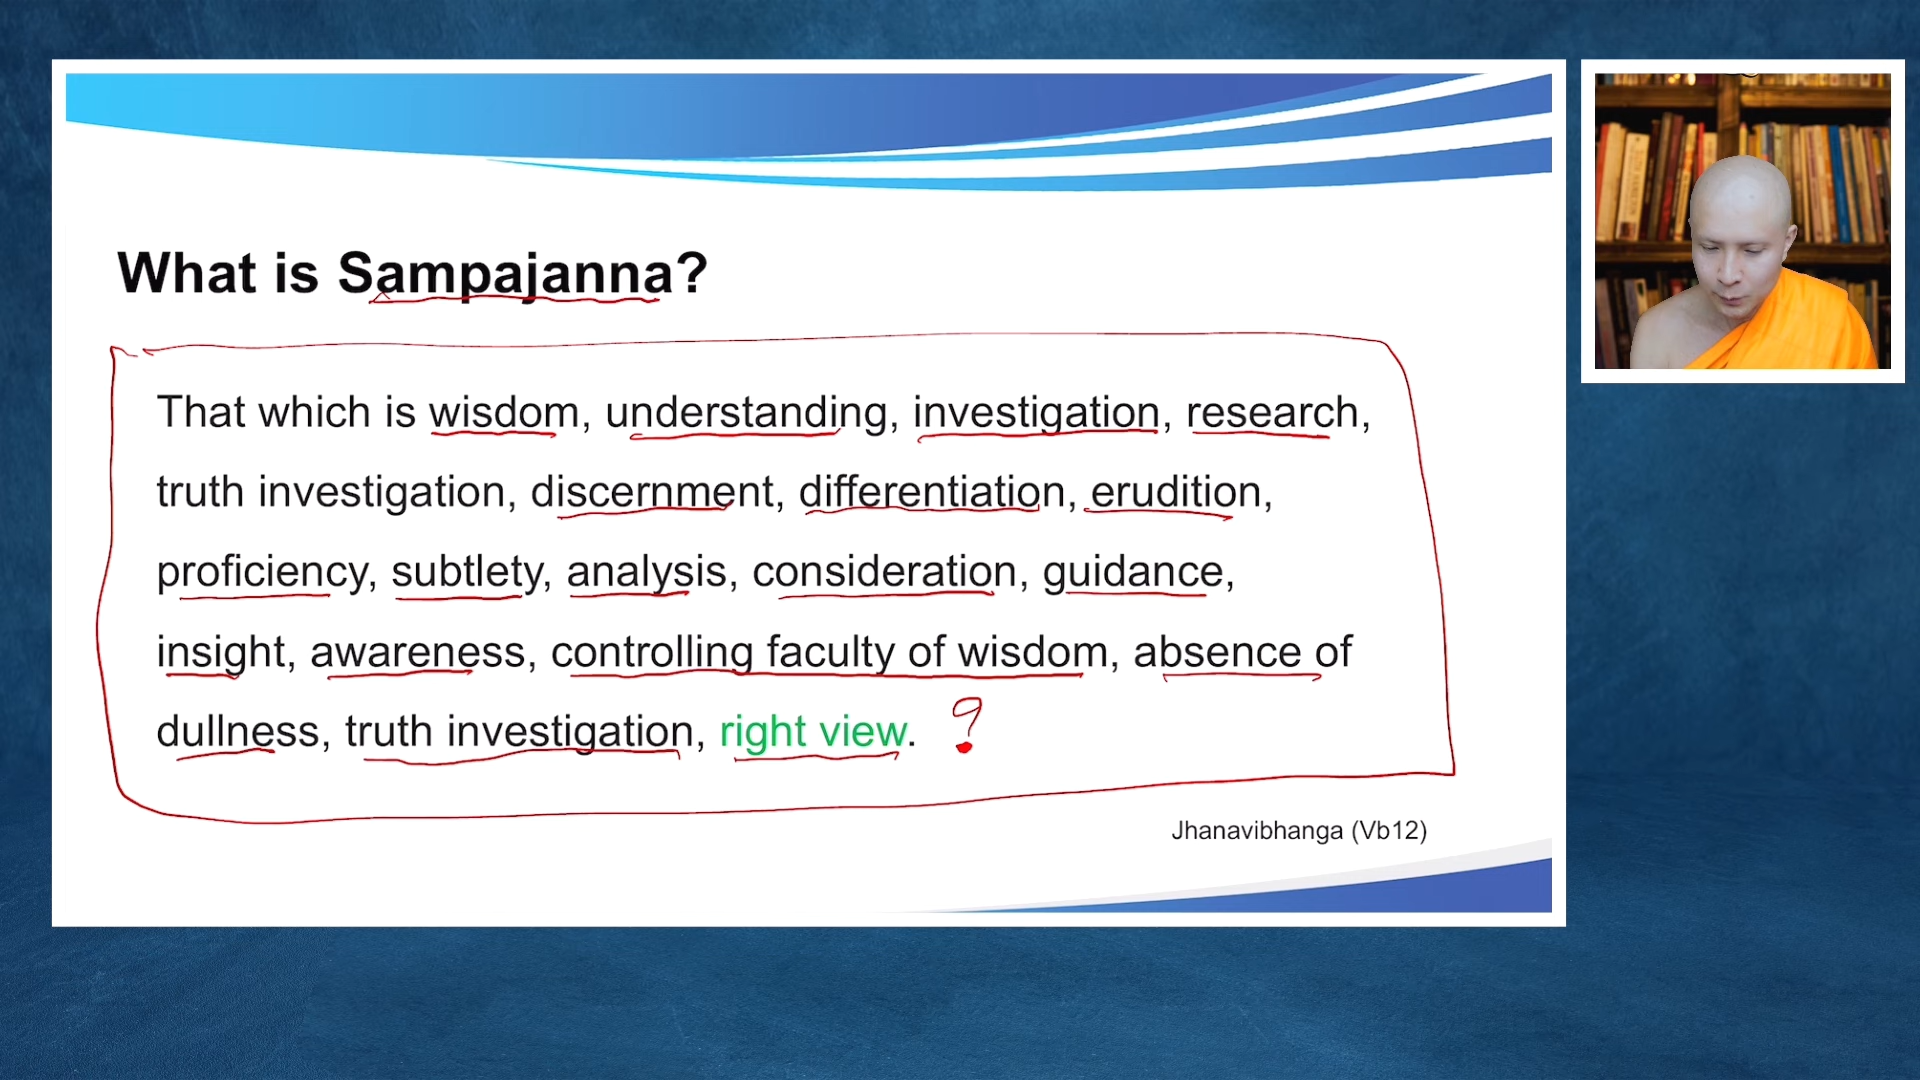 What is Sampajanna?
That which is wisdom, understanding, investigation, research,
truth investigation, discernment, differentiation, erudition,
proficiency, subtlety, analysis, consideration, guidance,
insight, awareness, controlling faculty of wisdom, absence of
dullness, truth investigation, right view. ?
Jhanavibhanga (Vb12)